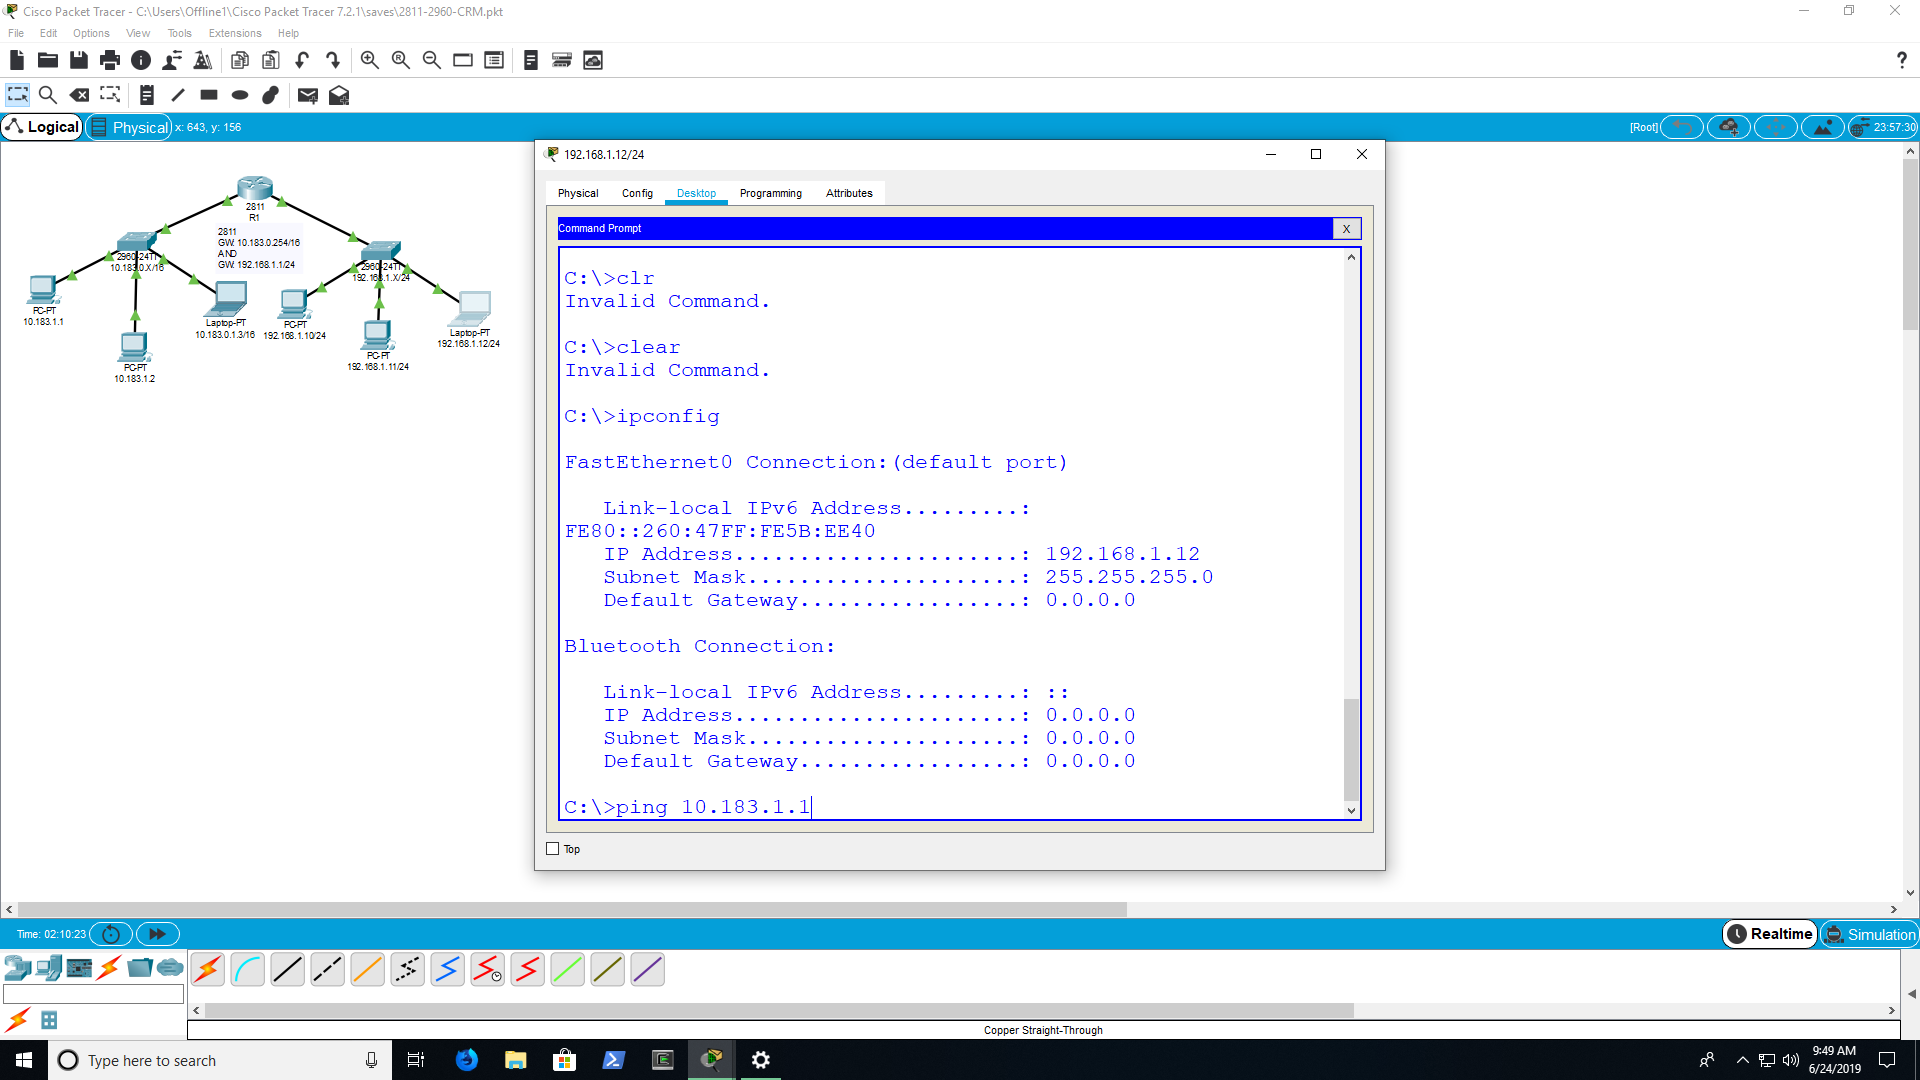 Cisco Packet Tracer - C:\Users\Offline1\Cisco Packet Tracer 7.2.1\saves\2811-2960-CRM.pkt
File Edit Options View Tools Extensions Help
Logical Physical x: 643, y: 156 [Root] 23:57:30
192.168.1.12/24
Physical Config Desktop Programming Attributes
Command Prompt X
C:\>clr
Invalid Command.
C:\>clear
Invalid Command.
C:\>ipconfig
FastEthernet0 Connection:(default port)
Link-local IPv6 Address.........:
FE80::260:47FF:FE5B:EE40
IP Address......................: 192.168.1.12
Subnet Mask.....................: 255.255.255.0
Default Gateway.................: 0.0.0.0
Bluetooth Connection:
Link-local IPv6 Address.........: ::
IP Address......................: 0.0.0.0
Subnet Mask.....................: 0.0.0.0
Default Gateway.................: 0.0.0.0
C:\>ping 10.183.1.1
Top
2811
R1
2811
GW: 10.183.0.254/16
AND
GW: 192.168.1.1/24
2960-24TT
10.183.0.X/16
2960-24TT
192.168.1.X/24
PC-PT
10.183.1.1
PC-PT
10.183.1.2
Laptop-PT
10.183.0.1.3/16
PC-PT
192.168.1.10/24
PC-PT
192.168.1.11/24
Laptop-PT
192.168.1.12/24
Time: 02:10:23 Realtime Simulation
Copper Straight-Through
Type here to search
9:49 AM
6/24/2019